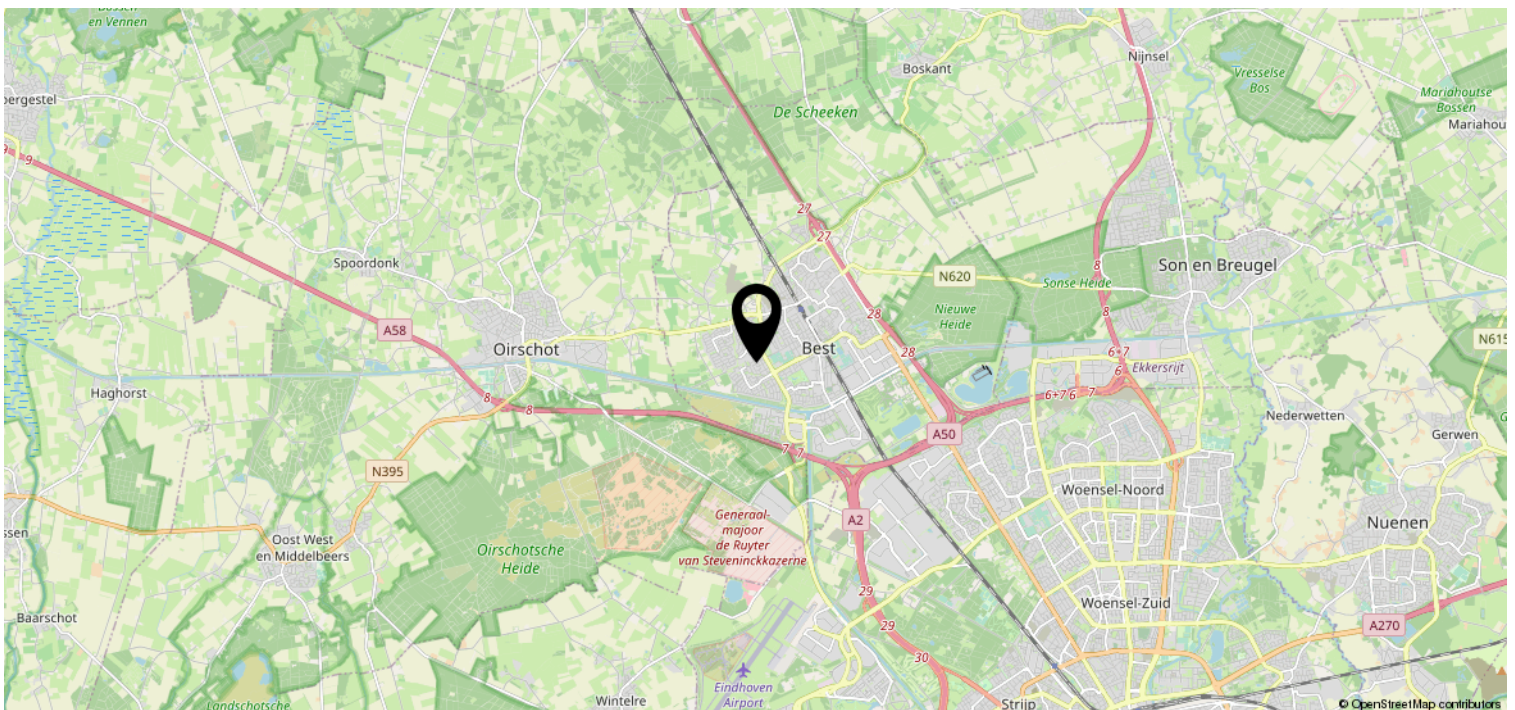 Bossen
en Vennen
Boskant
Nijnsel
Vresselse
Bos
Mariahoutse
Bossen
Mariahou
bergestel
De Scheeken
9
9
27
27
Spoordonk
N620
Son en Breugel
8
Sonse Heide
Nieuwe
Heide
28
8
A58
Oirschot
Best
28
6+7
6
Ekkersrijt
N615
Haghorst
8
8
6+7
6
7
Nederwetten
G
Gerwen
A50
7
7
N395
Woensel-Noord
Generaal-
majoor
de Ruyter
van Steveninckkazerne
A2
Nuenen
ssen
Oost West
en Middelbeers
Oirschotsche
Heide
29
29
Woensel-Zuid
Baarschot
A270
30
Eindhoven
Airport
Wintelre
Landschotsche
Strijp
© OpenStreetMap contributors